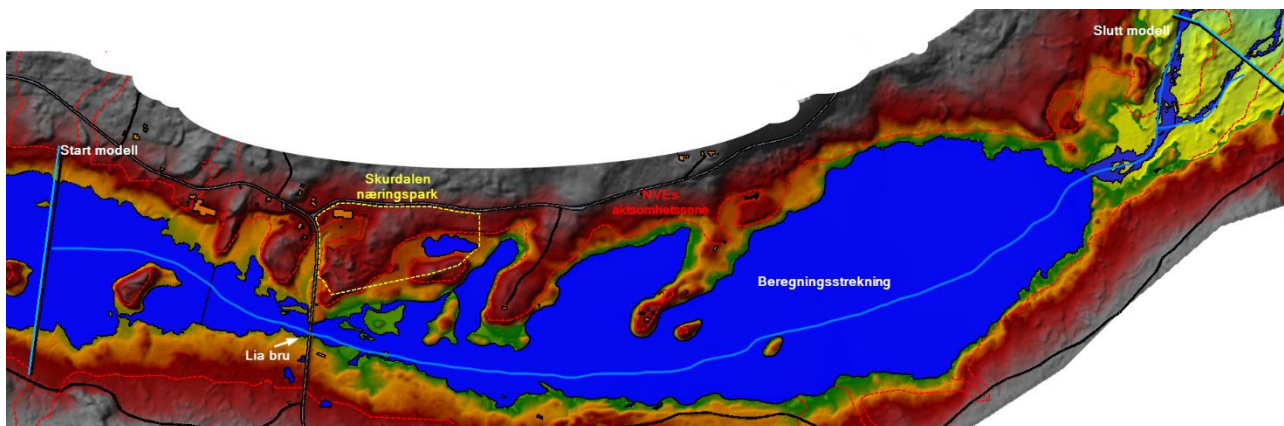 Slutt modell
Start modell
Skurdalen
næringspark
NVEs
aktsomhetssone
Beregningsstrekning
Lia bru